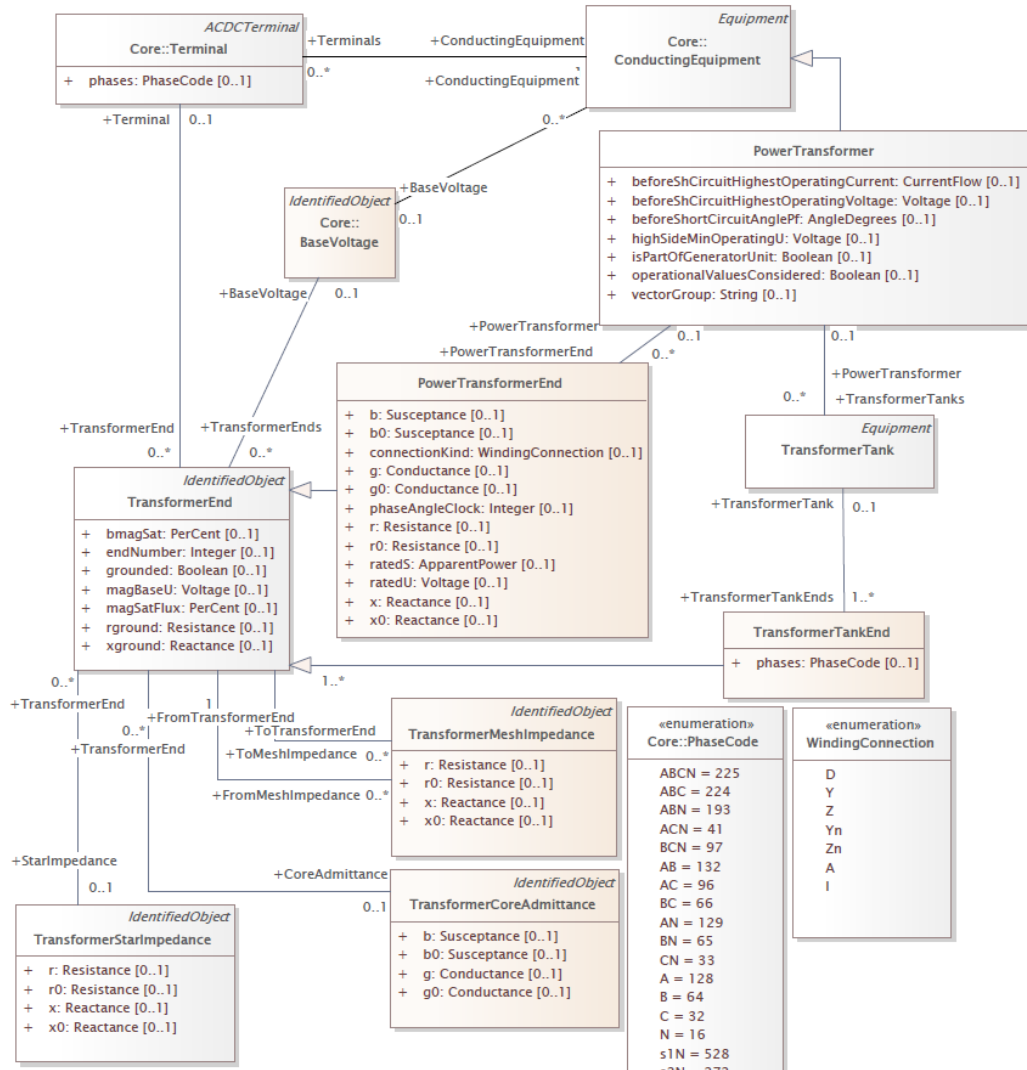 ACDCTerminal
Core::Terminal
+ phases: PhaseCode [0..1]
+Terminals
0..*
+ConductingEquipment
1
+ConductingEquipment
0..*
Equipment
Core::
ConductingEquipment
+Terminal
0..1
PowerTransformer
+ beforeShCircuitHighestOperatingCurrent: CurrentFlow [0..1]
+ beforeShCircuitHighestOperatingVoltage: Voltage [0..1]
+ beforeShortCircuitAnglePf: AngleDegrees [0..1]
+ highSideMinOperatingU: Voltage [0..1]
+ isPartOfGeneratorUnit: Boolean [0..1]
+ operationalValuesConsidered: Boolean [0..1]
+ vectorGroup: String [0..1]
IdentifiedObject
Core::
BaseVoltage
+BaseVoltage
0..1
+BaseVoltage
0..1
+PowerTransformer
0..1
+PowerTransformerEnd
0..*
0..1
+PowerTransformer
0..*
+TransformerTanks
PowerTransformerEnd
+ b: Susceptance [0..1]
+ b0: Susceptance [0..1]
+ connectionKind: WindingConnection [0..1]
+ g: Conductance [0..1]
+ g0: Conductance [0..1]
+ phaseAngleClock: Integer [0..1]
+ r: Resistance [0..1]
+ r0: Resistance [0..1]
+ ratedS: ApparentPower [0..1]
+ ratedU: Voltage [0..1]
+ x: Reactance [0..1]
+ x0: Reactance [0..1]
Equipment
TransformerTank
+TransformerTank
0..1
+TransformerTankEnds
1..*
+TransformerEnd
0..*
+TransformerEnds
0..*
IdentifiedObject
TransformerEnd
+ bmagSat: PerCent [0..1]
+ endNumber: Integer [0..1]
+ grounded: Boolean [0..1]
+ magBaseU: Voltage [0..1]
+ magSatFlux: PerCent [0..1]
+ rground: Resistance [0..1]
+ xground: Reactance [0..1]
TransformerTankEnd
+ phases: PhaseCode [0..1]
0..*
+TransformerEnd
0..*
+TransformerEnd
1
+FromTransformerEnd
1..*
+ToTransformerEnd
+ToMeshImpedance
0..*
+FromMeshImpedance
0..*
IdentifiedObject
TransformerMeshImpedance
+ r: Resistance [0..1]
+ r0: Resistance [0..1]
+ x: Reactance [0..1]
+ x0: Reactance [0..1]
+StarImpedance
0..1
+CoreAdmittance
0..1
IdentifiedObject
TransformerCoreAdmittance
+ b: Susceptance [0..1]
+ b0: Susceptance [0..1]
+ g: Conductance [0..1]
+ g0: Conductance [0..1]
IdentifiedObject
TransformerStarImpedance
+ r: Resistance [0..1]
+ r0: Resistance [0..1]
+ x: Reactance [0..1]
+ x0: Reactance [0..1]
«enumeration»
Core::PhaseCode
ABCN = 225
ABC = 224
ABN = 193
ACN = 41
BCN = 97
AB = 132
AC = 96
BC = 66
AN = 129
BN = 65
CN = 33
A = 128
B = 64
C = 32
N = 16
s1N = 528
«enumeration»
WindingConnection
D
Y
Z
Yn
Zn
A
I